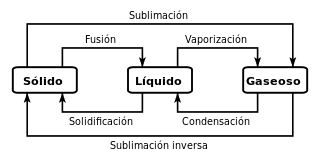 Sublimación
Fusión
Vaporización
Sólido
Líquido
Gaseoso
Solidificación
Condensación
Sublimación inversa